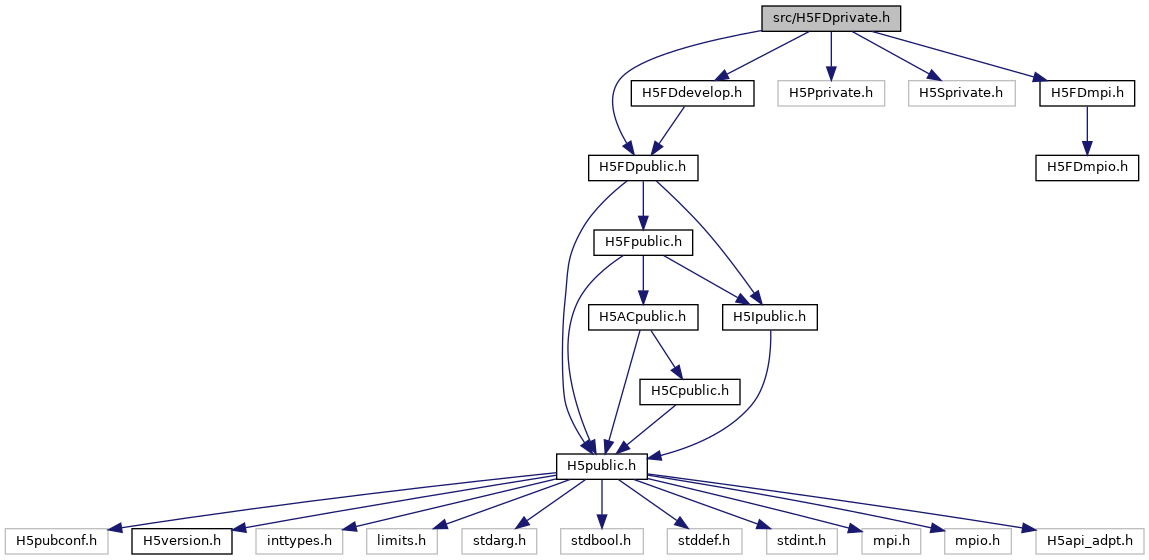 src/H5FDprivate.h
H5FDdevelop.h
H5Pprivate.h
H5Sprivate.h
H5FDmpi.h
H5FDpublic.h
H5FDmpio.h
H5Fpublic.h
H5ACpublic.h
H5Ipublic.h
H5Cpublic.h
H5public.h
H5pubconf.h
H5version.h
inttypes.h
limits.h
stdarg.h
stdbool.h
stddef.h
stdint.h
mpi.h
mpio.h
H5api_adpt.h